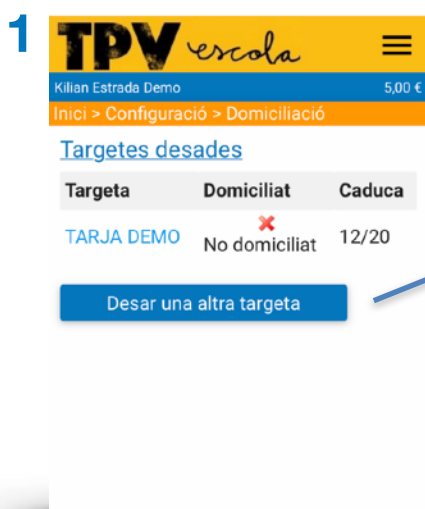 1
TPV escola
Kilian Estrada Demo 5,00 €
Inici > Configuració > Domiciliació
Targetes desades
Targeta Domiciliat Caduca
TARJA DEMO No domiciliat 12/20
Desar una altra targeta